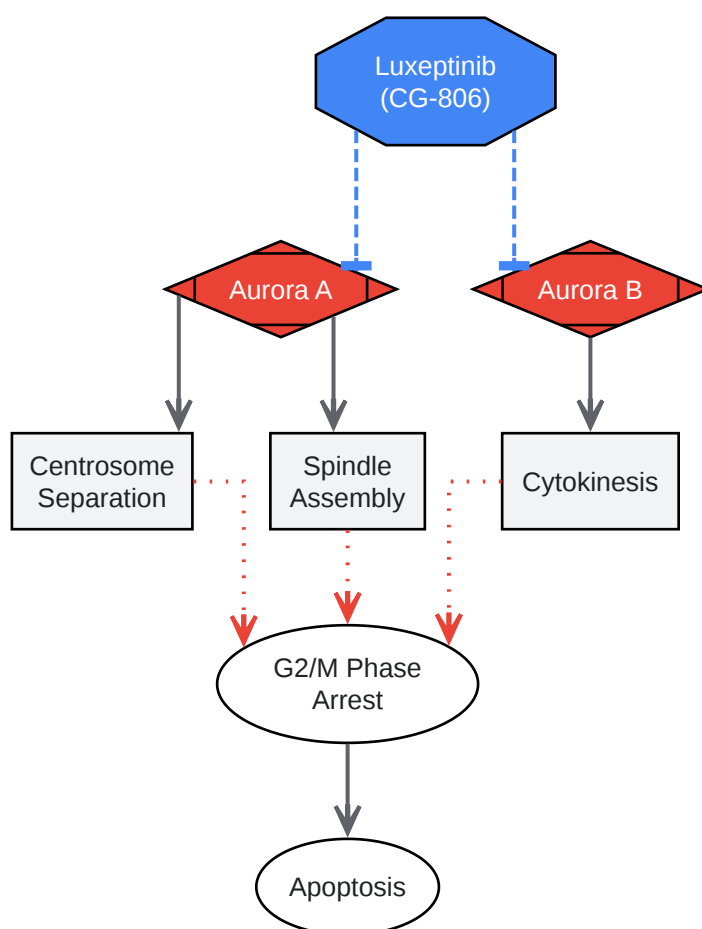 Luxeptinib
(CG-806)
Aurora A
Aurora B
Centrosome
Separation
Spindle
Assembly
Cytokinesis
G2/M Phase
Arrest
Apoptosis